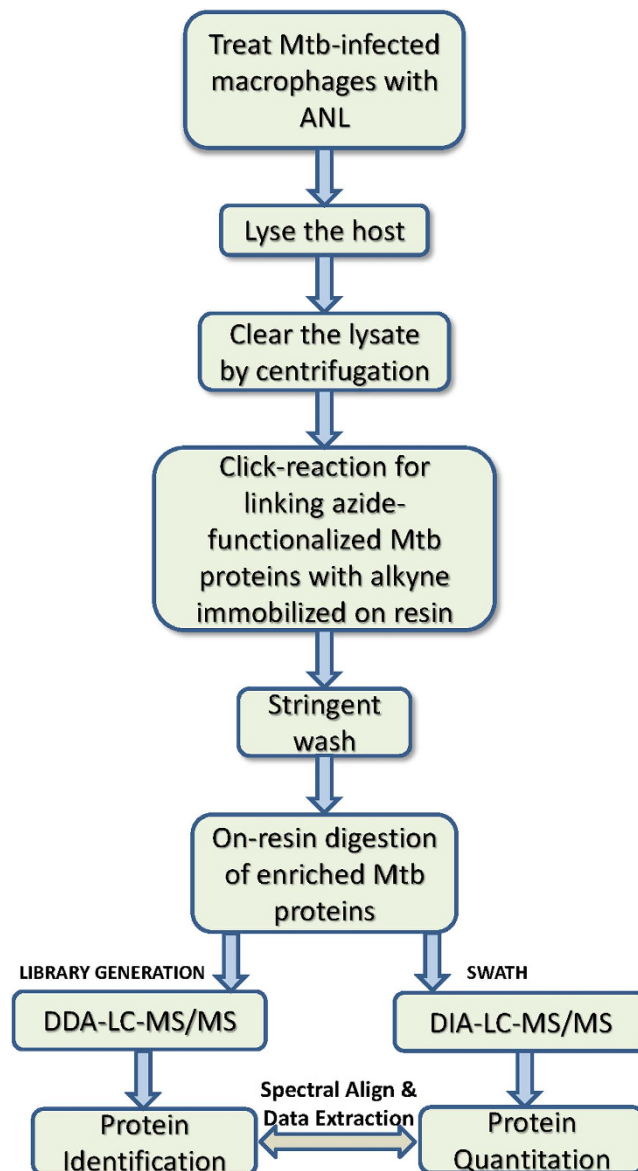 Treat Mtb-infected
macrophages with
ANL
Lyse the host
Clear the lysate
by centrifugation
Click-reaction for
linking azide-
functionalized Mtb
proteins with alkyne
immobilized on resin
Stringent
wash
On-resin digestion
of enriched Mtb
proteins
LIBRARY GENERATION
SWATH
DDA-LC-MS/MS
DIA-LC-MS/MS
Spectral Align &
Data Extraction
Protein
Identification
Protein
Quantitation